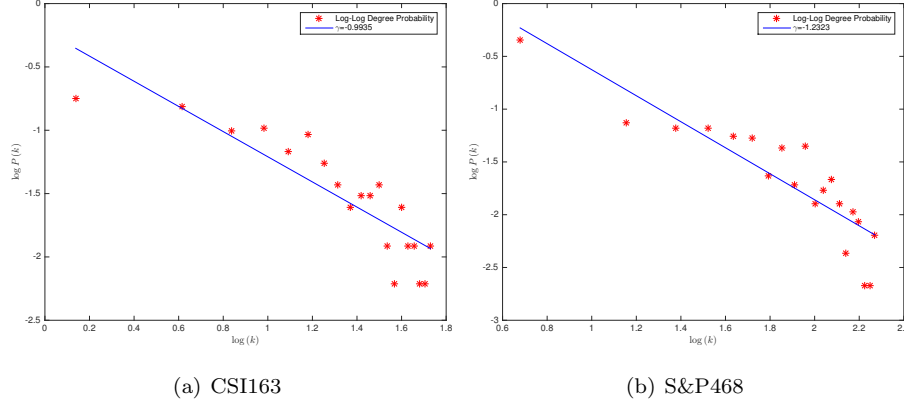 Log-Log Degree Probability
γ=-0.9935
0
-0.5
-1
-1.5
-2
-2.5
log P (k)
0 0.2 0.4 0.6 0.8 1 1.2 1.4 1.6 1.8
log (k)
(a) CSI163
Log-Log Degree Probability
γ=-1.2323
0
-0.5
-1
-1.5
-2
-2.5
-3
log P (k)
0.6 0.8 1 1.2 1.4 1.6 1.8 2 2.2 2.4
log (k)
(b) S&P468